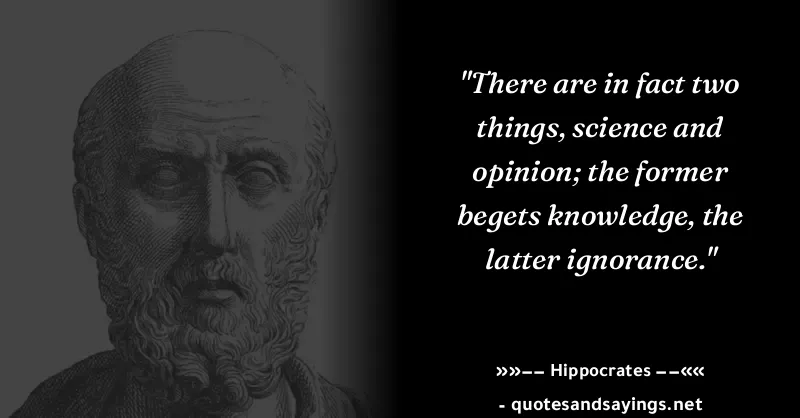 "There are in fact two
things, science and
opinion; the former
begets knowledge, the
latter ignorance."
»»−− Hippocrates −−««
- quotesandsayings.net